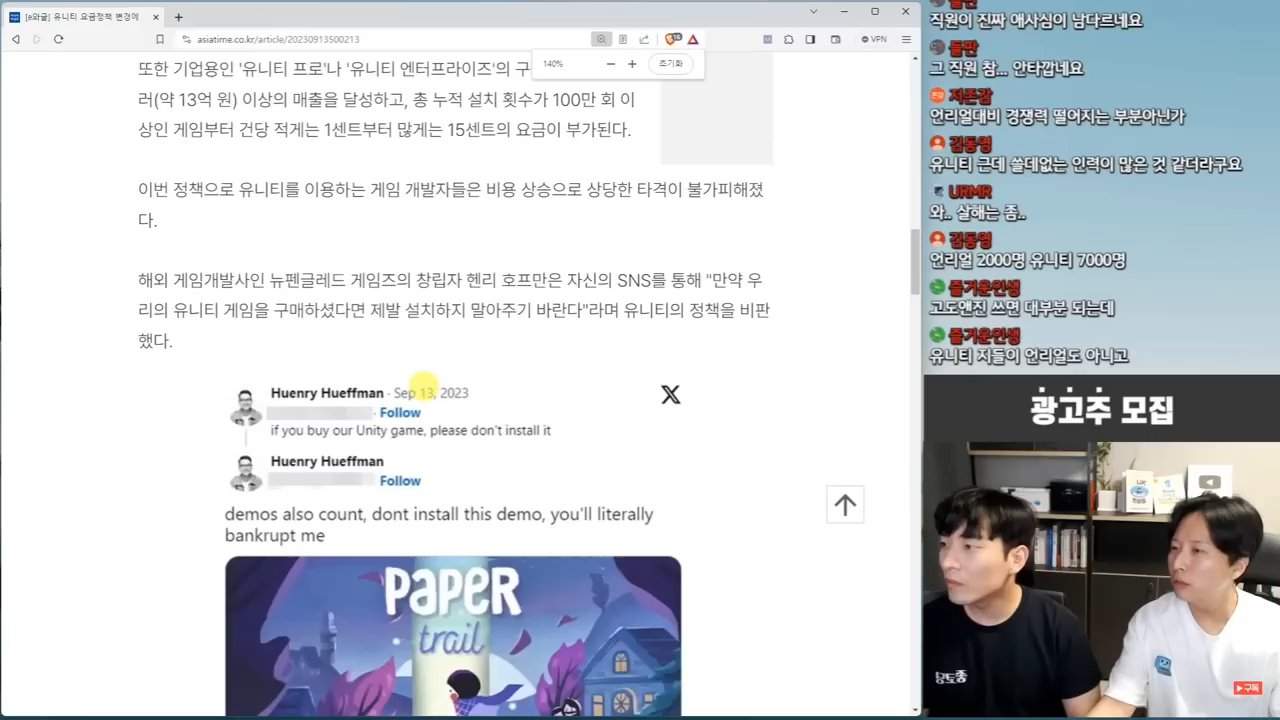 [e와글] 유니티 요금정책 변경에
asiatime.co.kr/article/20230913500213
VPN
140%
초기화
또한 기업용인 '유니티 프로'나 '유니티 엔터프라이즈'의 구
러(약 13억 원) 이상의 매출을 달성하고, 총 누적 설치 횟수가 100만 회 이
상인 게임부터 건당 적게는 1센트부터 많게는 15센트의 요금이 부가된다.
이번 정책으로 유니티를 이용하는 게임 개발자들은 비용 상승으로 상당한 타격이 불가피해졌
다.
해외 게임개발사인 뉴펜글레드 게임즈의 창립자 헨리 호프만은 자신의 SNS를 통해 "만약 우
리의 유니티 게임을 구매하셨다면 제발 설치하지 말아주기 바란다"라며 유니티의 정책을 비판
했다.
Huenry Hueffman · Sep 13, 2023
· Follow
if you buy our Unity game, please don't install it
Huenry Hueffman
Follow
demos also count, dont install this demo, you'll literally
bankrupt me
PAPER
trail
직원이 진짜 애사심이 남다르네요
들판
그 직원 참... 안타깝네요
저존감
언리얼대비 경쟁력 떨어지는 부분아닌가
김동영
유니티 근데 쓸데없는 인력이 많은 것 같더라구요
URMR
와.. 살해는 좀..
김동영
언리얼 2000명 유니티 7000명
즐거운인생
고도앤진 쓰면 대부분 되는데
즐거운인생
유니티 지들이 언리얼도 아니고
광고주 모집
구독